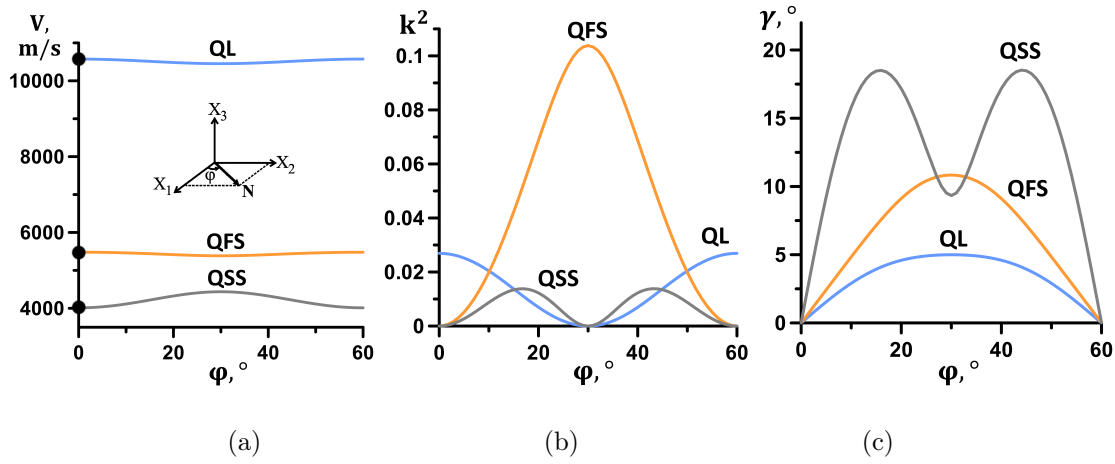 V,
m/s
10000
8000
6000
4000
0
20
40
60
φ,°
QL
X₃
X₁
X₂
φ
N
QFS
QSS
(a)
k²
0.1
0.08
0.06
0.04
0.02
0
0
20
40
60
φ,°
QFS
QL
QSS
(b)
γ,°
20
15
10
5
0
0
20
40
60
φ,°
QSS
QFS
QL
(c)